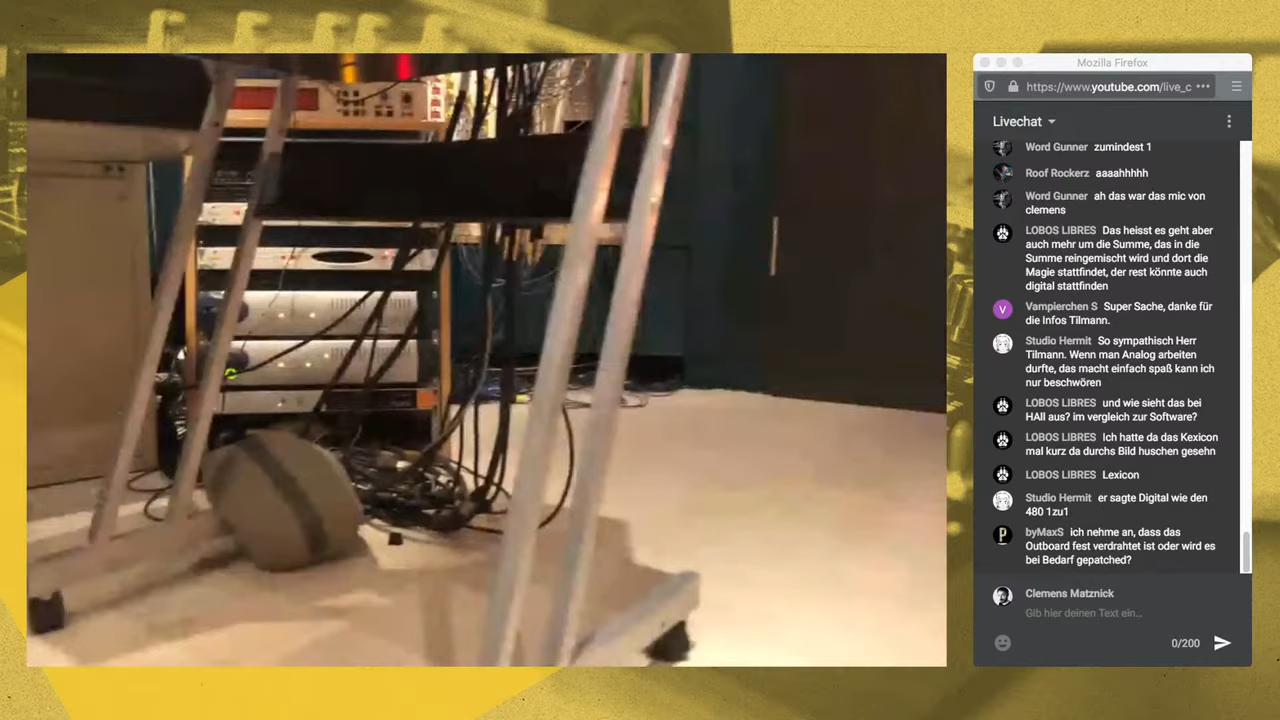 Mozilla Firefox
https://www.youtube.com/live_c
Livechat
Word Gunner zumindest 1
Roof Rockerz aaaahhhhh
Word Gunner ah das war das mic von
clemens
LOBOS LIBRES Das heisst es geht aber
auch mehr um die Summe, das in die
Summe reingemischt wird und dort die
Magie stattfindet, der rest könnte auch
digital stattfinden
V
Vampierchen S Super Sache, danke für
die Infos Tilmann.
Studio Hermit So sympathisch Herr
Tilmann. Wenn man Analog arbeiten
durfte, das macht einfach spaß kann ich
nur beschwören
LOBOS LIBRES und wie sieht das bei
HAll aus? im vergleich zur Software?
LOBOS LIBRES Ich hatte da das Kexicon
mal kurz da durchs Bild huschen gesehn
LOBOS LIBRES Lexicon
Studio Hermit er sagte Digital wie den
480 1zu1
P
byMaxS ich nehme an, dass das
Outboard fest verdrahtet ist oder wird es
bei Bedarf gepatched?
Clemens Matznick
Gib hier deinen Text ein...
0/200